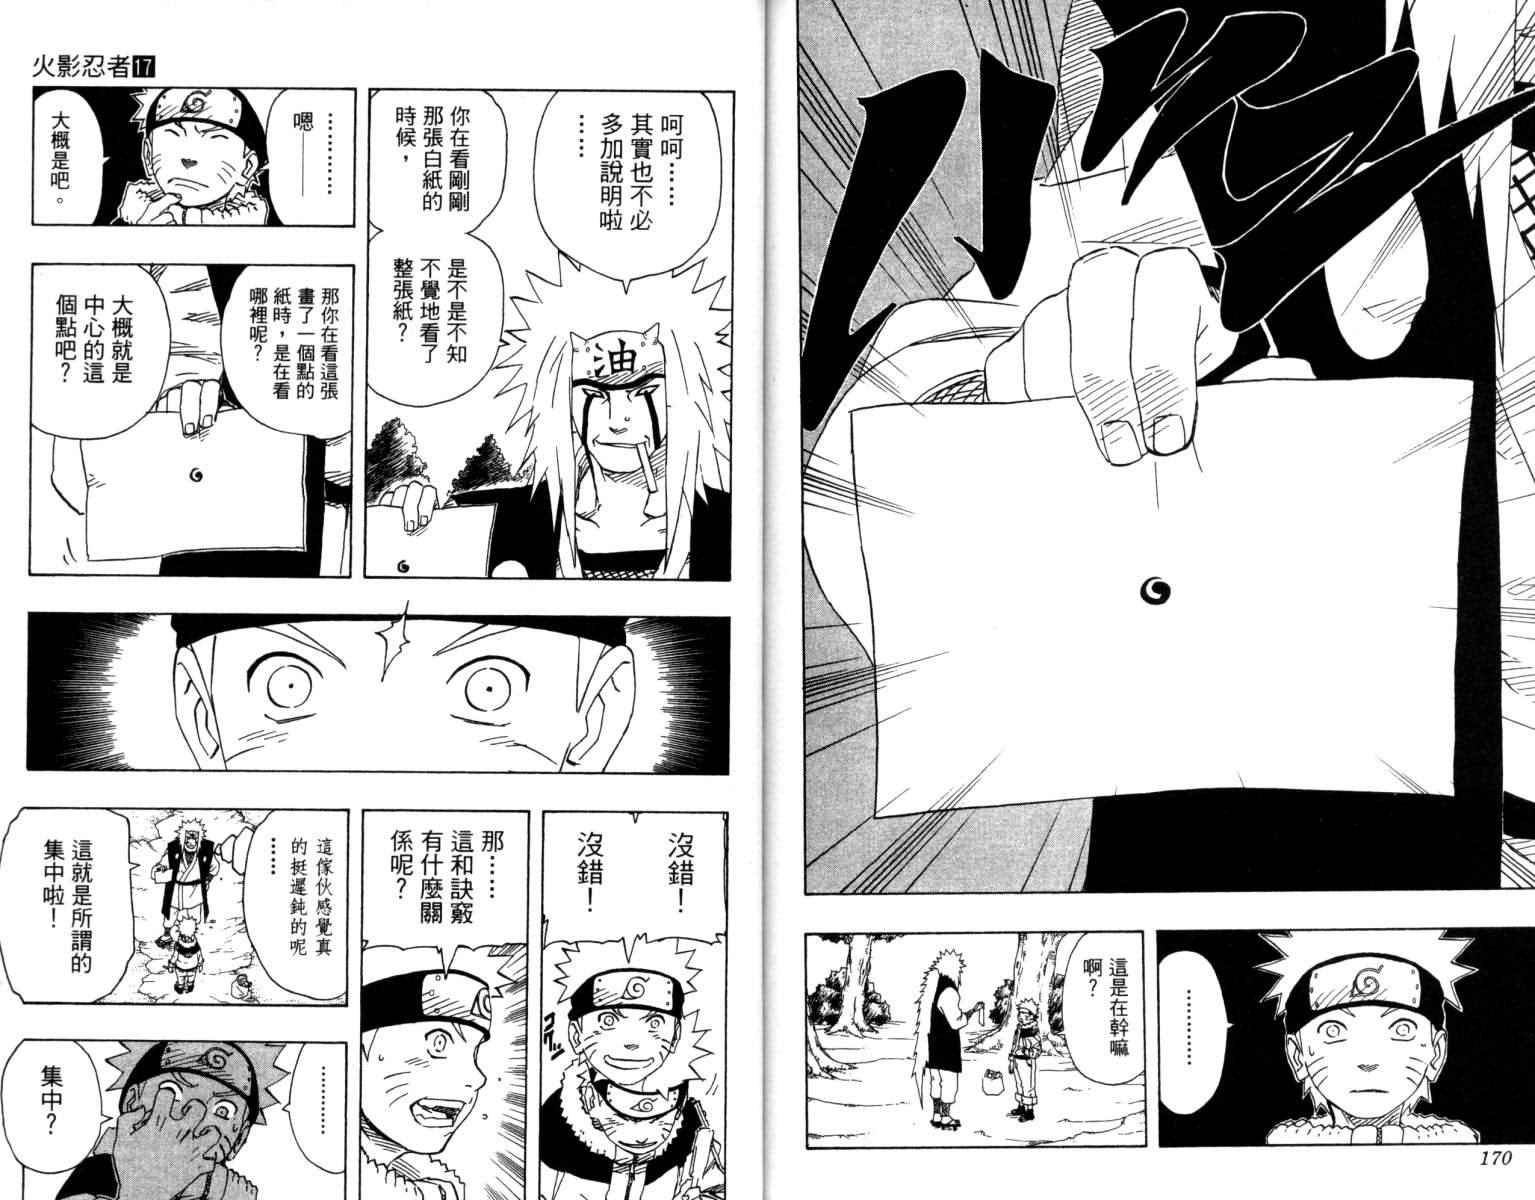 ………
這是在幹嘛
啊?
170
火影忍者17
呵呵……
其實也不必
多加說明啦
……
你在看剛剛
那張白紙的
時候,
是不是不知
不覺地看了
整張紙?
油
…………
嗯——
大概是吧。
那你在看這張
畫了一個點的
紙時,是在看
哪裡呢?
大概就是
中心的這
個點吧?
沒錯!
沒錯!
コクッ
那……
這和訣竅
有什麼關
係呢?
這傢伙感覺真
的挺遲鈍的呢
……
這就是所謂的
集中啦!
………
集中?